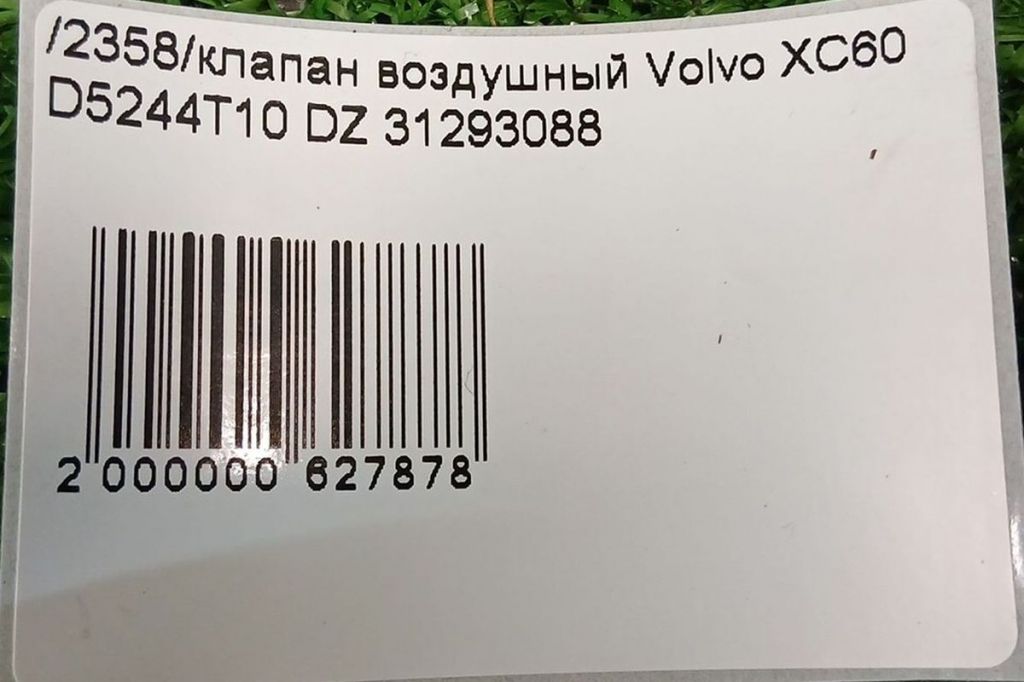 /2358/клапан воздушный Volvo XC60
D5244T10 DZ 31293088
2 000000 627878